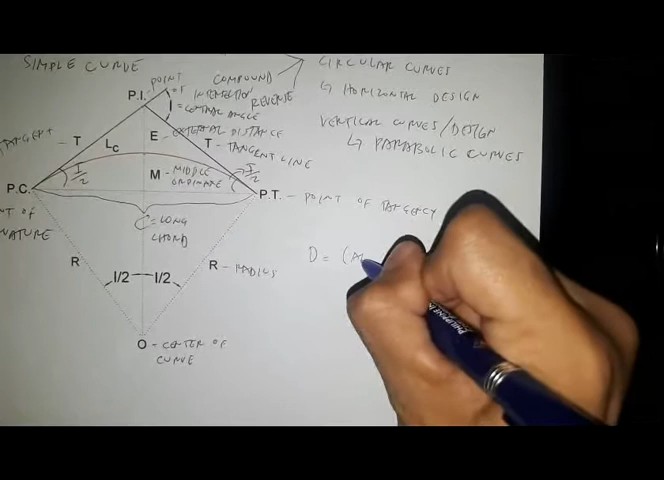 SIMPLE CURVE
COMPOUND
REVERSE
CIRCULAR CURVES
↳ HORIZONTAL DESIGN
VERTICAL CURVES/DESIGN
↳ PARABOLIC CURVES
P.I. - POINT OF INTERSECTION
I = CENTRAL ANGLE
E - EXTERNAL DISTANCE
T
Lc
T - TANGENT LINE
I/2
M - MIDDLE ORDINATE
I/2
P.C.
P.T. - POINT OF TANGENCY
NATURE
C = LONG
CHORD
D = (
R
I/2
I/2
R - RADIUS
O - CENTER OF
CURVE